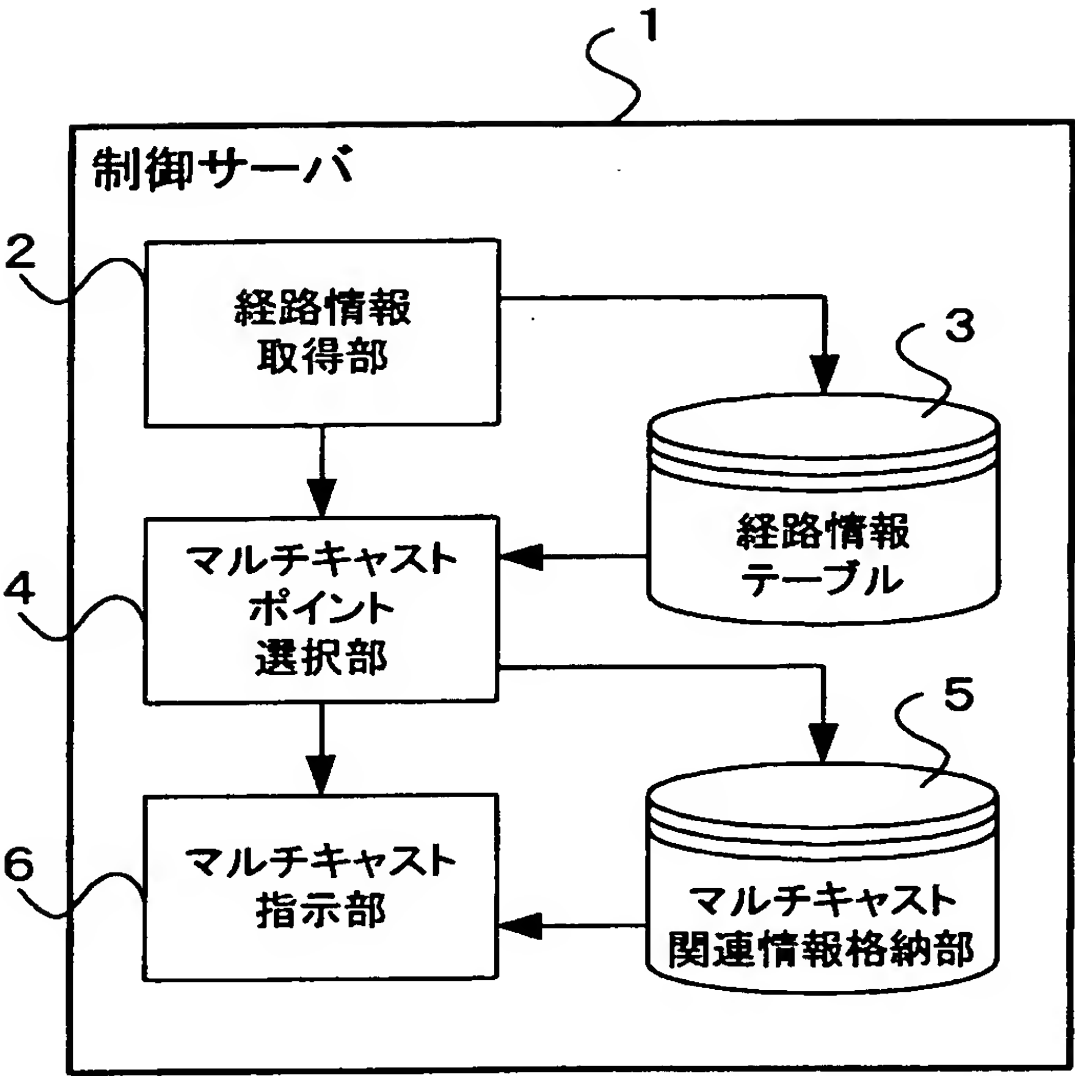 1
制御サーバ
2
経路情報
取得部
3
経路情報
テーブル
4
マルチキャスト
ポイント
選択部
5
マルチキャスト
関連情報格納部
6
マルチキャスト
指示部